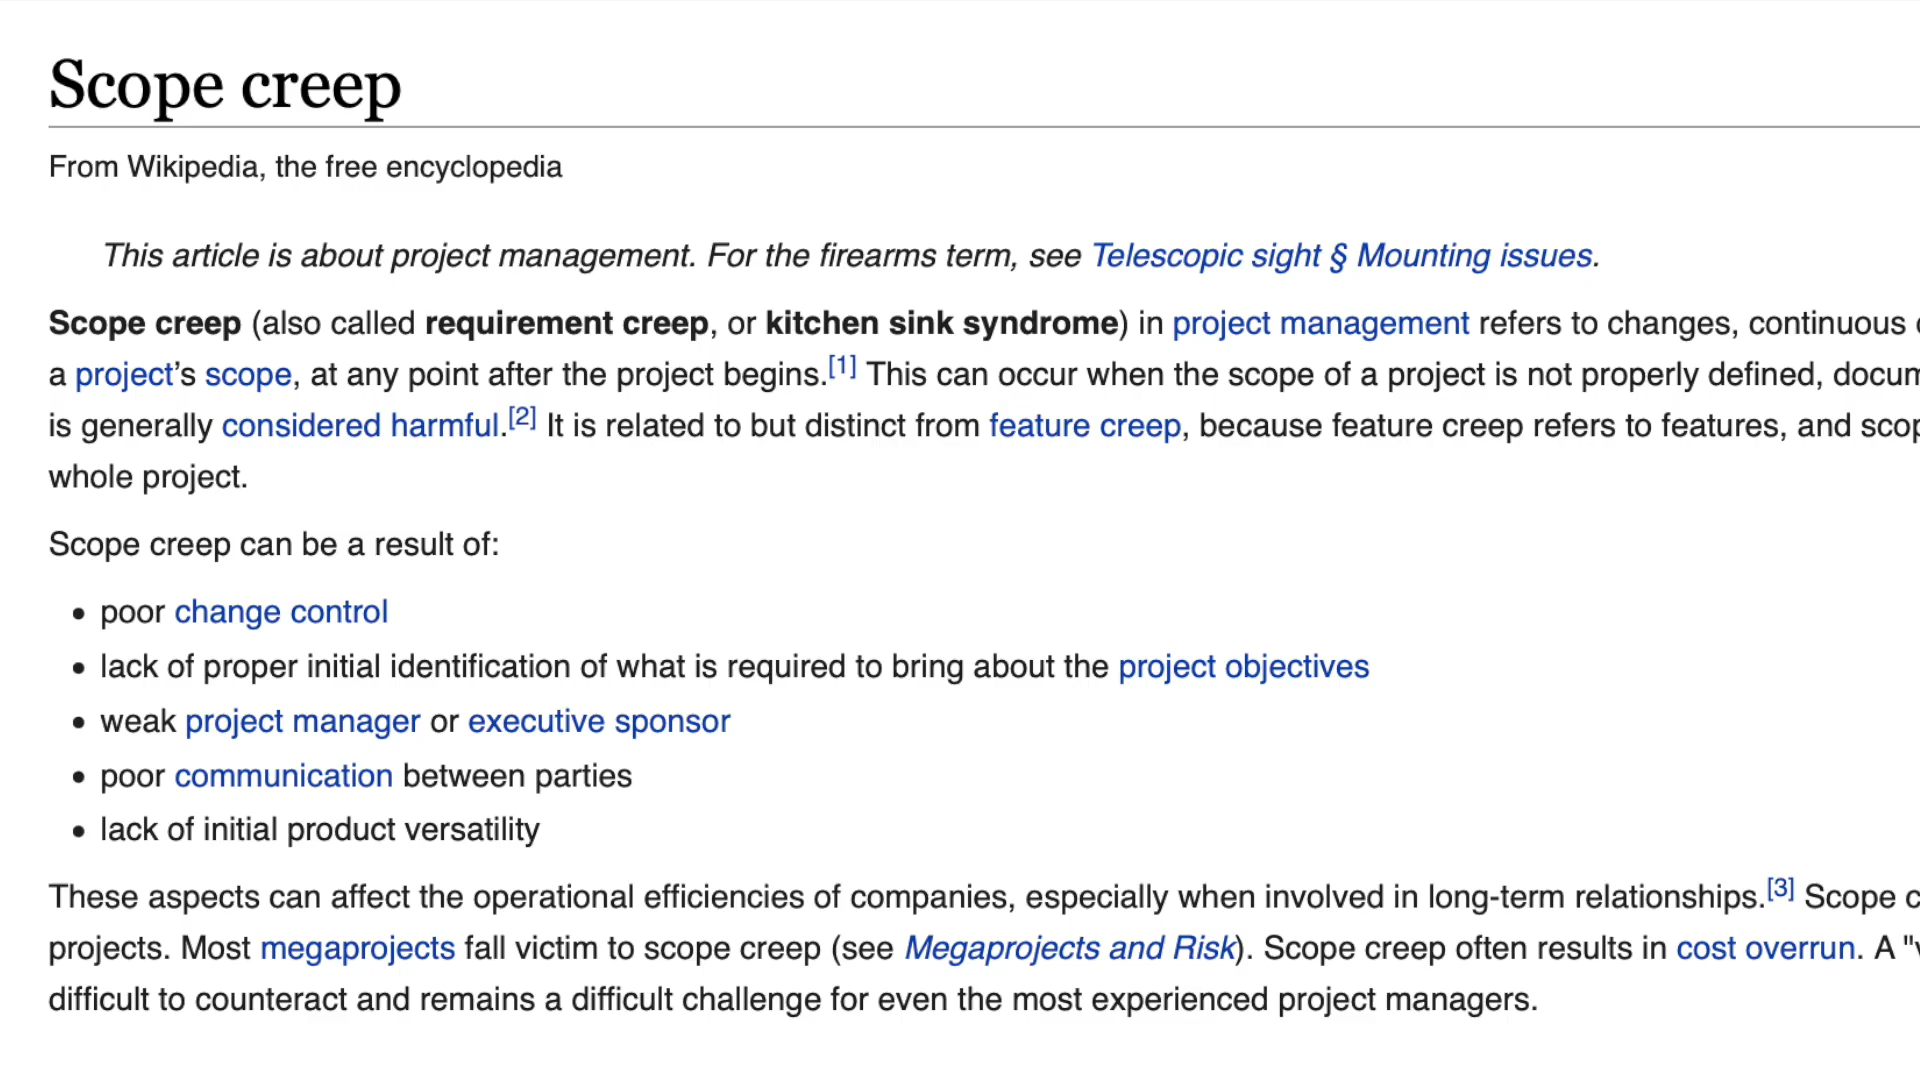 Scope creep
From Wikipedia, the free encyclopedia
This article is about project management. For the firearms term, see Telescopic sight § Mounting issues.
Scope creep (also called requirement creep, or kitchen sink syndrome) in project management refers to changes, continuous
a project’s scope, at any point after the project begins.[1] This can occur when the scope of a project is not properly defined,
is generally considered harmful.[2] It is related to but distinct from feature creep, because feature creep refers to features, and
whole project.
Scope creep can be a result of:
• poor change control
• lack of proper initial identification of what is required to bring about the project objectives
• weak project manager or executive sponsor
• poor communication between parties
• lack of initial product versatility
These aspects can affect the operational efficiencies of companies, especially when involved in long-term relationships.[3] Scope
projects. Most megaprojects fall victim to scope creep (see Megaprojects and Risk). Scope creep often results in cost overrun. A
difficult to counteract and remains a difficult challenge for even the most experienced project managers.